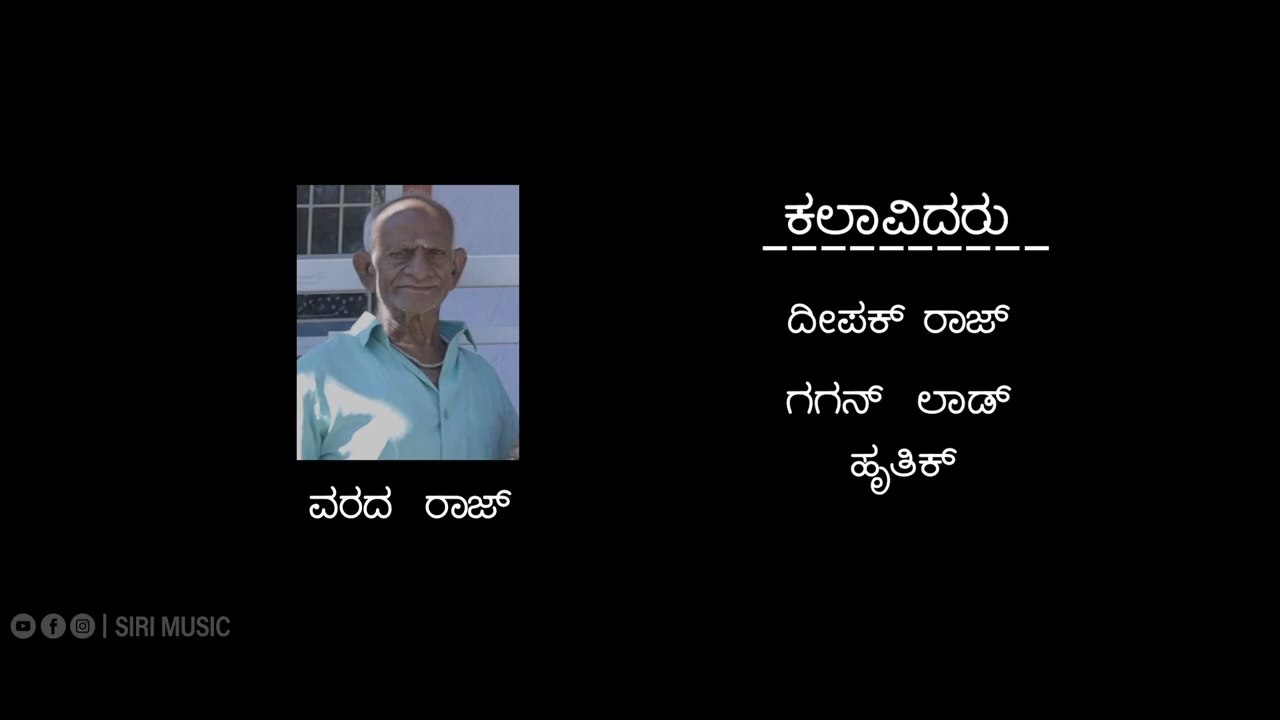 ಕಲಾವಿದರು
ದೀಪಕ್ ರಾಜ್
ಗಗನ್ ಲಾಡ್
ಹೃತಿಕ್
ವರದ ರಾಜ್
| SIRI MUSIC